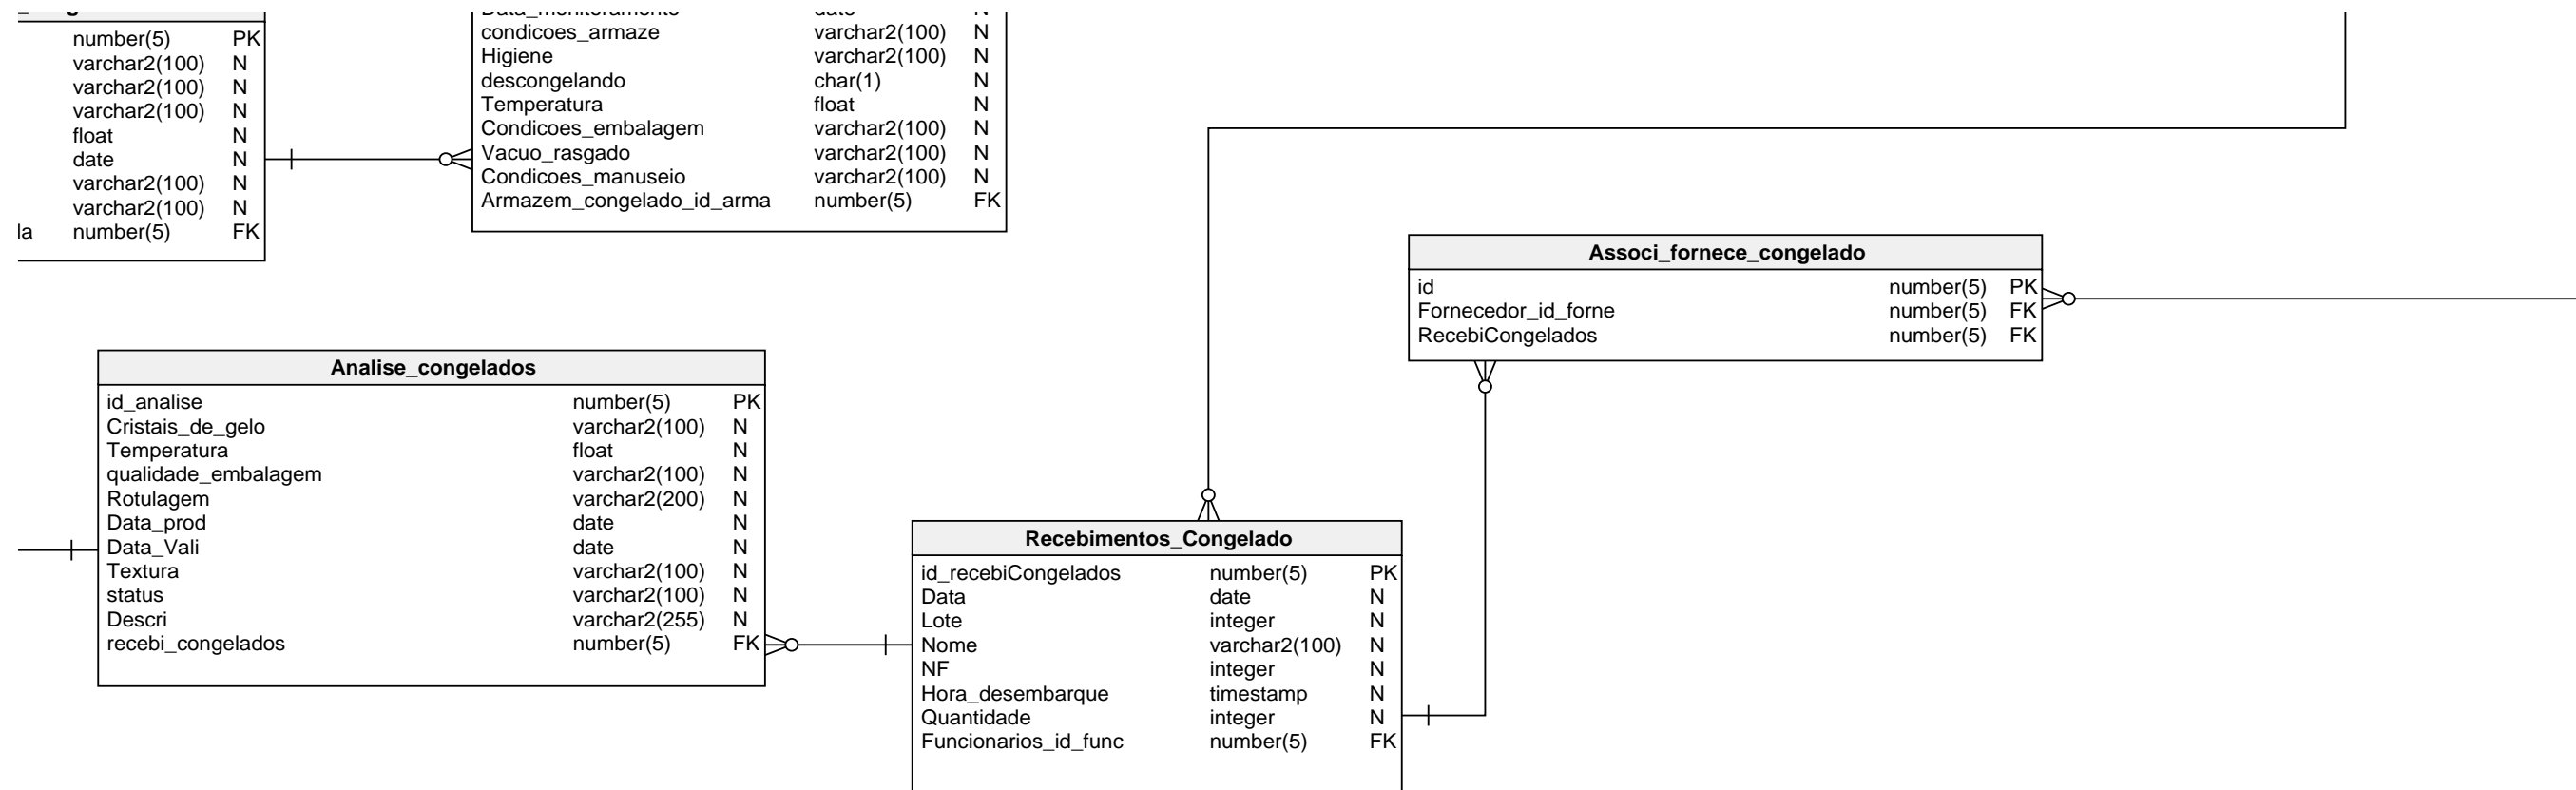 number(5) PK
varchar2(100) N
varchar2(100) N
varchar2(100) N
float N
date N
varchar2(100) N
varchar2(100) N
la number(5) FK
Data_monitoramento date N
condicoes_armaze varchar2(100) N
Higiene varchar2(100) N
descongelando char(1) N
Temperatura float N
Condicoes_embalagem varchar2(100) N
Vacuo_rasgado varchar2(100) N
Condicoes_manuseio varchar2(100) N
Armazem_congelado_id_arma number(5) FK
Associ_fornece_congelado
id number(5) PK
Fornecedor_id_forne number(5) FK
RecebiCongelados number(5) FK
Analise_congelados
id_analise number(5) PK
Cristais_de_gelo varchar2(100) N
Temperatura float N
qualidade_embalagem varchar2(100) N
Rotulagem varchar2(200) N
Data_prod date N
Data_Vali date N
Textura varchar2(100) N
status varchar2(100) N
Descri varchar2(255) N
recebi_congelados number(5) FK
Recebimentos_Congelado
id_recebiCongelados number(5) PK
Data date N
Lote integer N
Nome varchar2(100) N
NF integer N
Hora_desembarque timestamp N
Quantidade integer N
Funcionarios_id_func number(5) FK